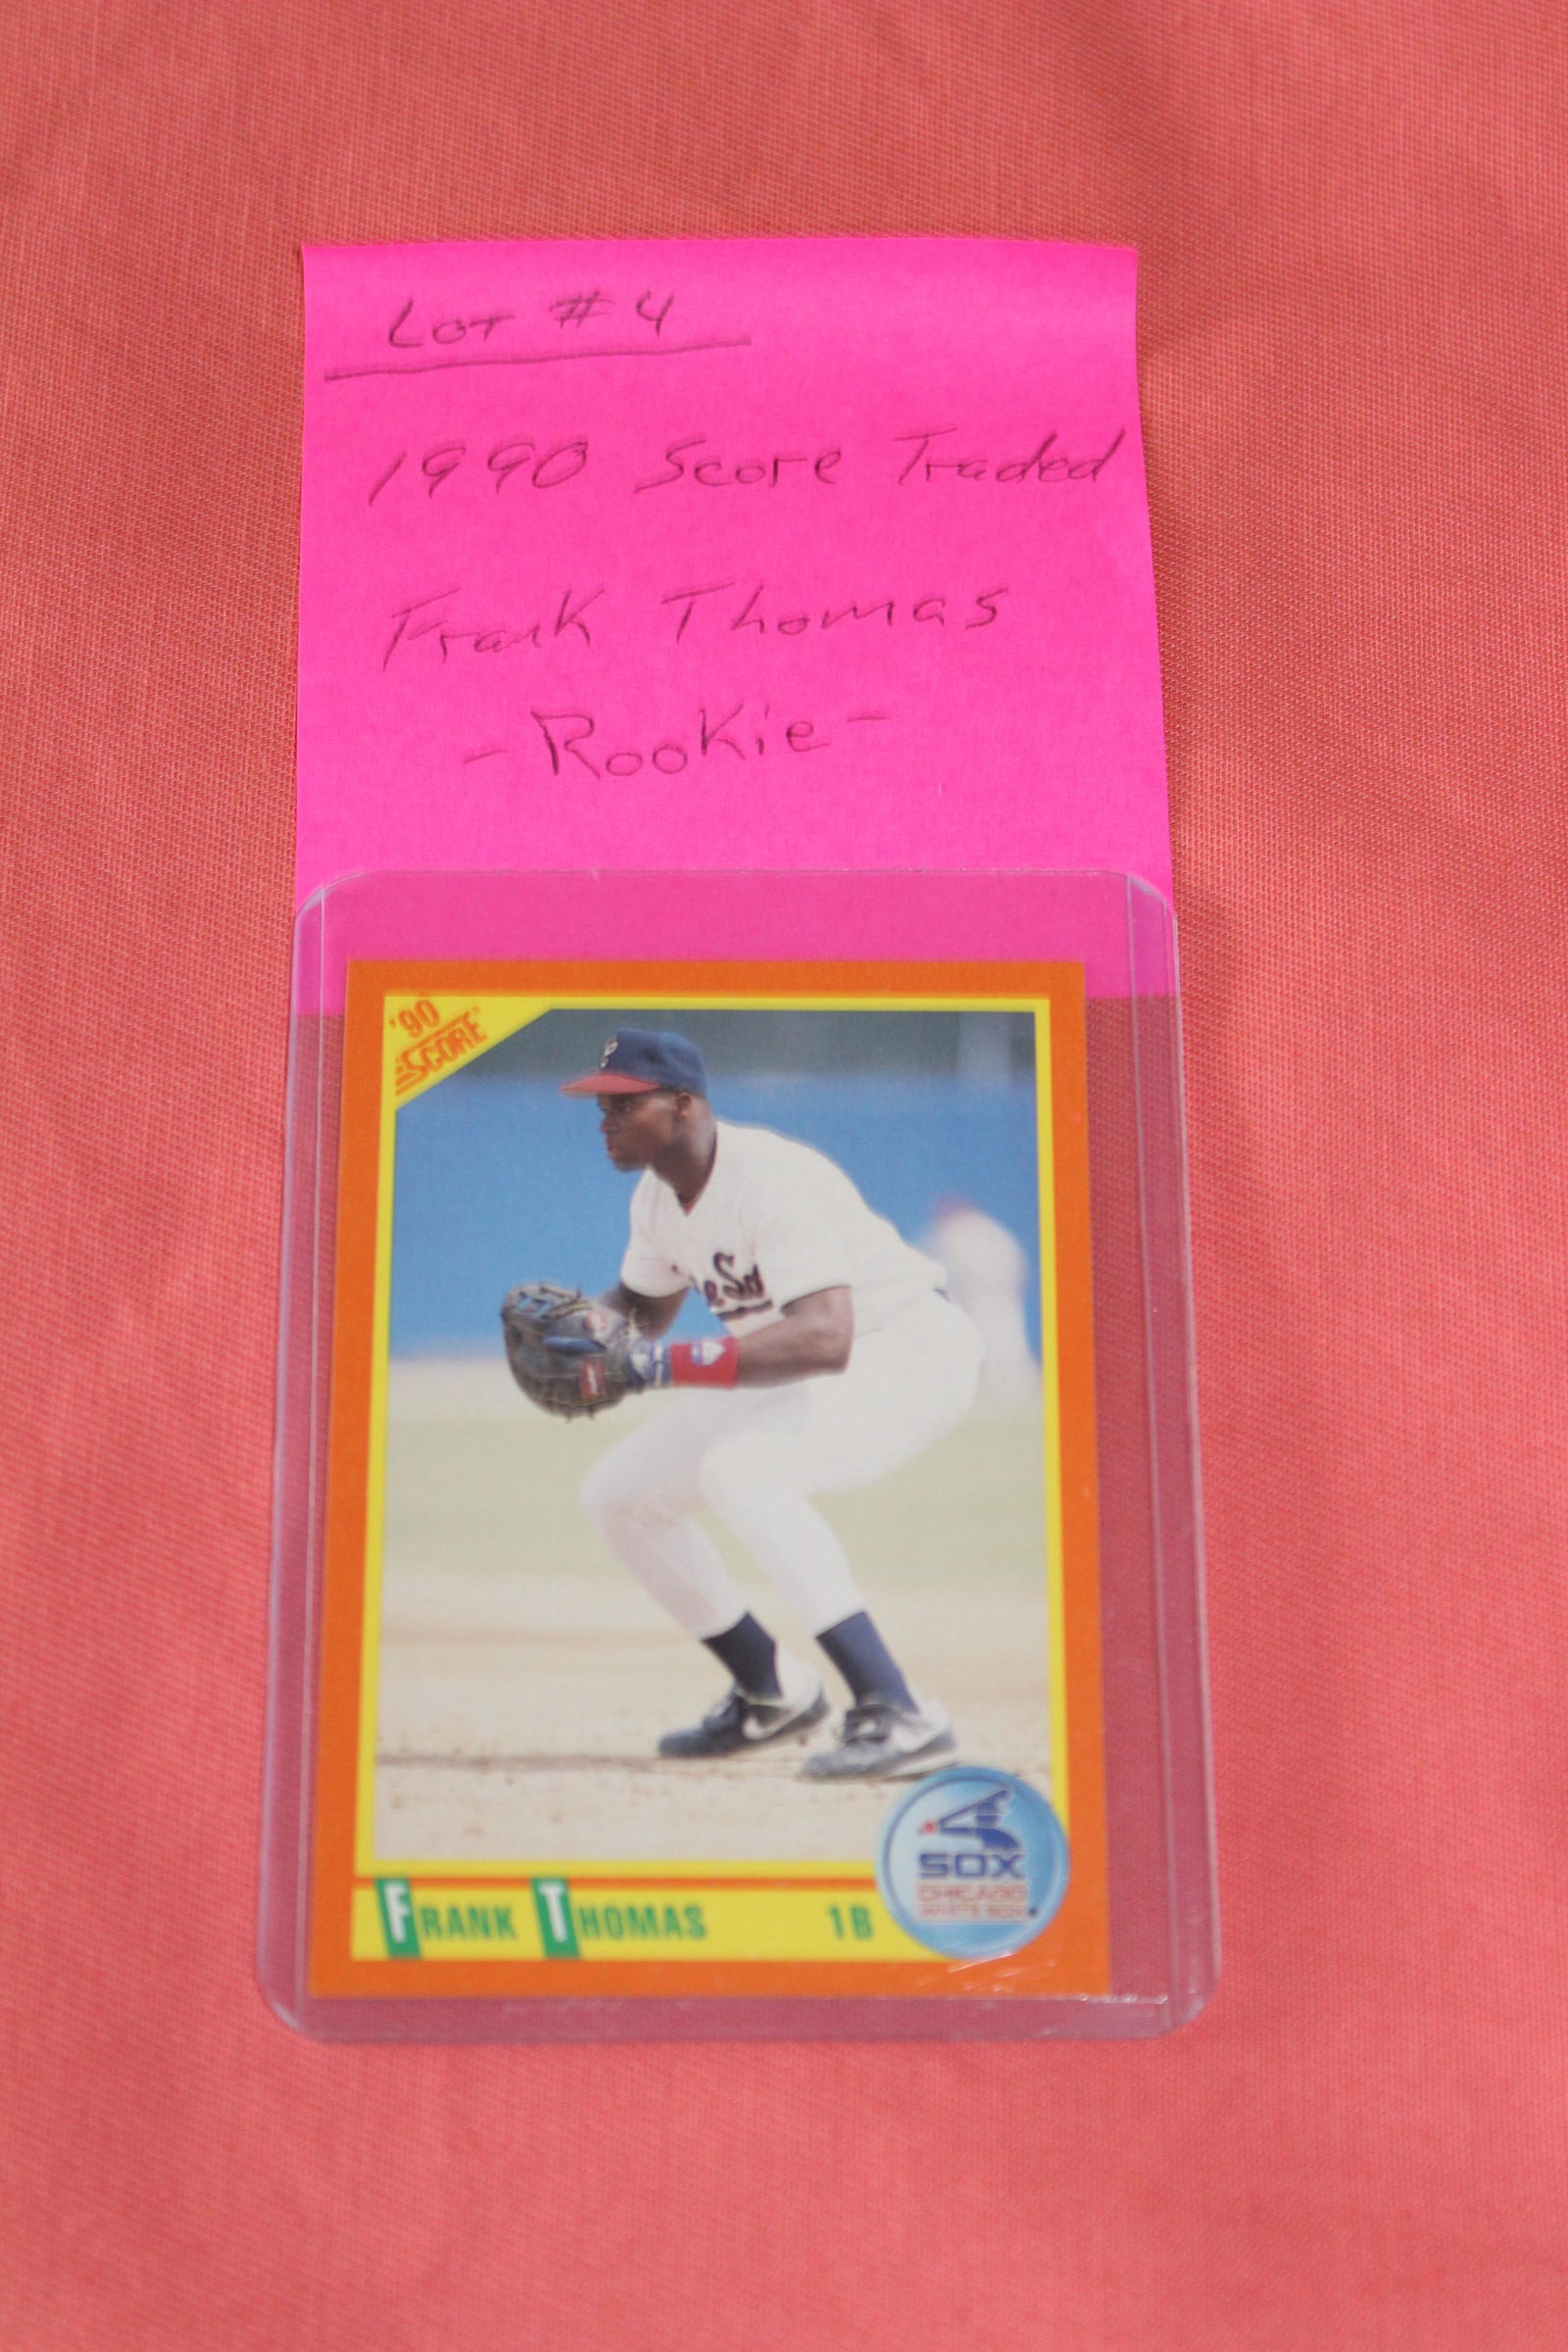 Lot #4
1990 Score Traded
Frank Thomas
- Rookie -
'90
SCORE
SOX
CHICAGO
WHITE SOX
FRANK THOMAS 1B